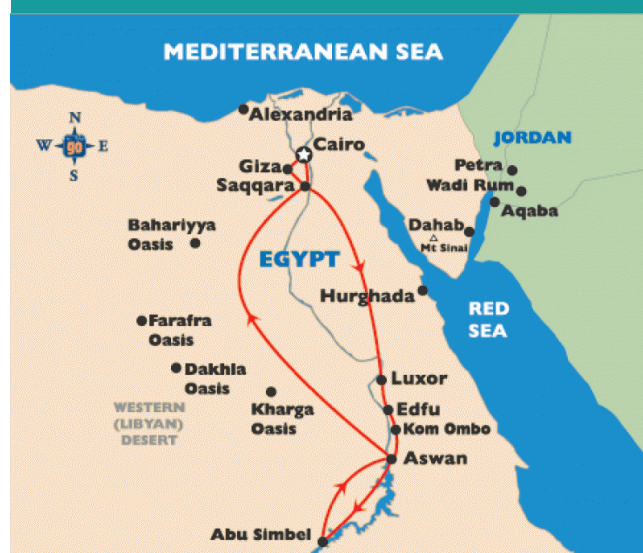 MEDITERRANEAN SEA
Alexandria
N
W
go
E
S
Cairo
Giza
Saqqara
JORDAN
Petra
Wadi Rum
Aqaba
Bahariyya
Oasis
EGYPT
Dahab
Mt Sinai
Hurghada
RED
SEA
Farafra
Oasis
Dakhla
Oasis
Kharga
Oasis
WESTERN
(LIBYAN)
DESERT
Luxor
Edfu
Kom Ombo
Aswan
Abu Simbel